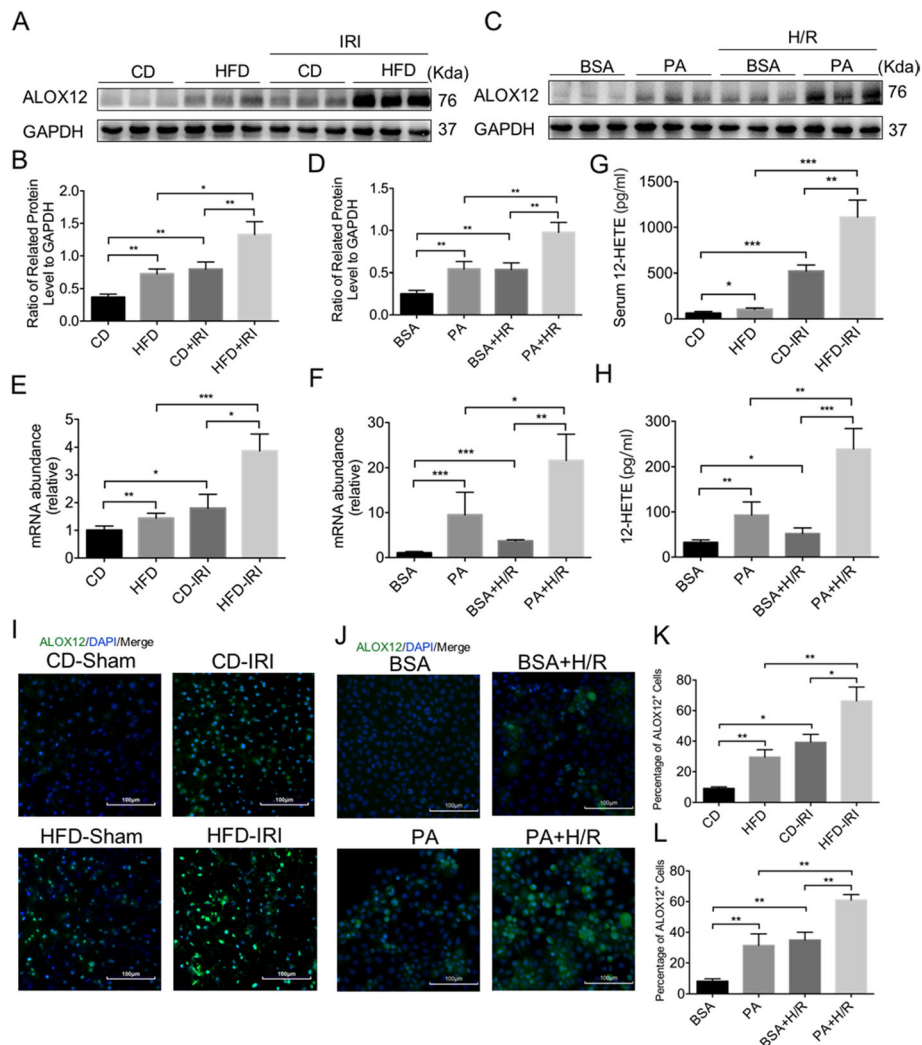 A
IRI
CD HFD CD HFD (Kda)
ALOX12 76
GAPDH 37
C
H/R
BSA PA BSA PA (Kda)
ALOX12 76
GAPDH 37
B
Ratio of Related Protein
Level to GAPDH
2.0
1.5
1.0
0.5
0.0
*
**
**
**
CD HFD CD+IRI HFD+IRI
D
Ratio of Related Protein
Level to GAPDH
1.5
1.0
0.5
0.0
**
**
**
**
BSA PA BSA+HR PA+HR
G
Serum 12-HETE (pg/ml)
1500
1000
500
0
***
**
***
*
CD HFD CD-IRI HFD-IRI
E
mRNA abundance
(relative)
5
4
3
2
1
0
***
*
*
**
CD HFD CD-IRI HFD-IRI
F
mRNA abundance
(relative)
30
20
10
0
*
**
***
***
BSA PA BSA+H/R PA+H/R
H
12-HETE (pg/ml)
300
200
100
0
**
***
*
**
BSA PA BSA+H/R PA+H/R
I
ALOX12/DAPI/Merge
CD-Sham CD-IRI
100μm 100μm
HFD-Sham HFD-IRI
100μm 100μm
J
ALOX12/DAPI/Merge
BSA BSA+H/R
100μm 100μm
PA PA+H/R
100μm 100μm
K
Percentage of ALOX12⁺ Cells
80
60
40
20
0
**
*
*
**
CD HFD CD-IRI HFD-IRI
L
Percentage of ALOX12⁺ Cells
80
60
40
20
0
**
**
**
**
BSA PA BSA+H/R PA+H/R